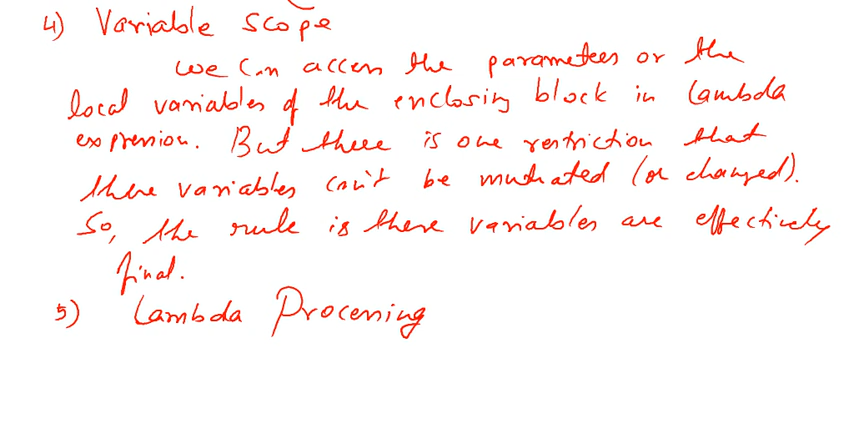 4) Variable scope
we can access the parameters or the
local variables of the enclosing block in lambda
expression. But there is one restriction that
these variables can't be mutated (or changed).
So, the rule is these variables are effectively
final.
5) Lambda Processing